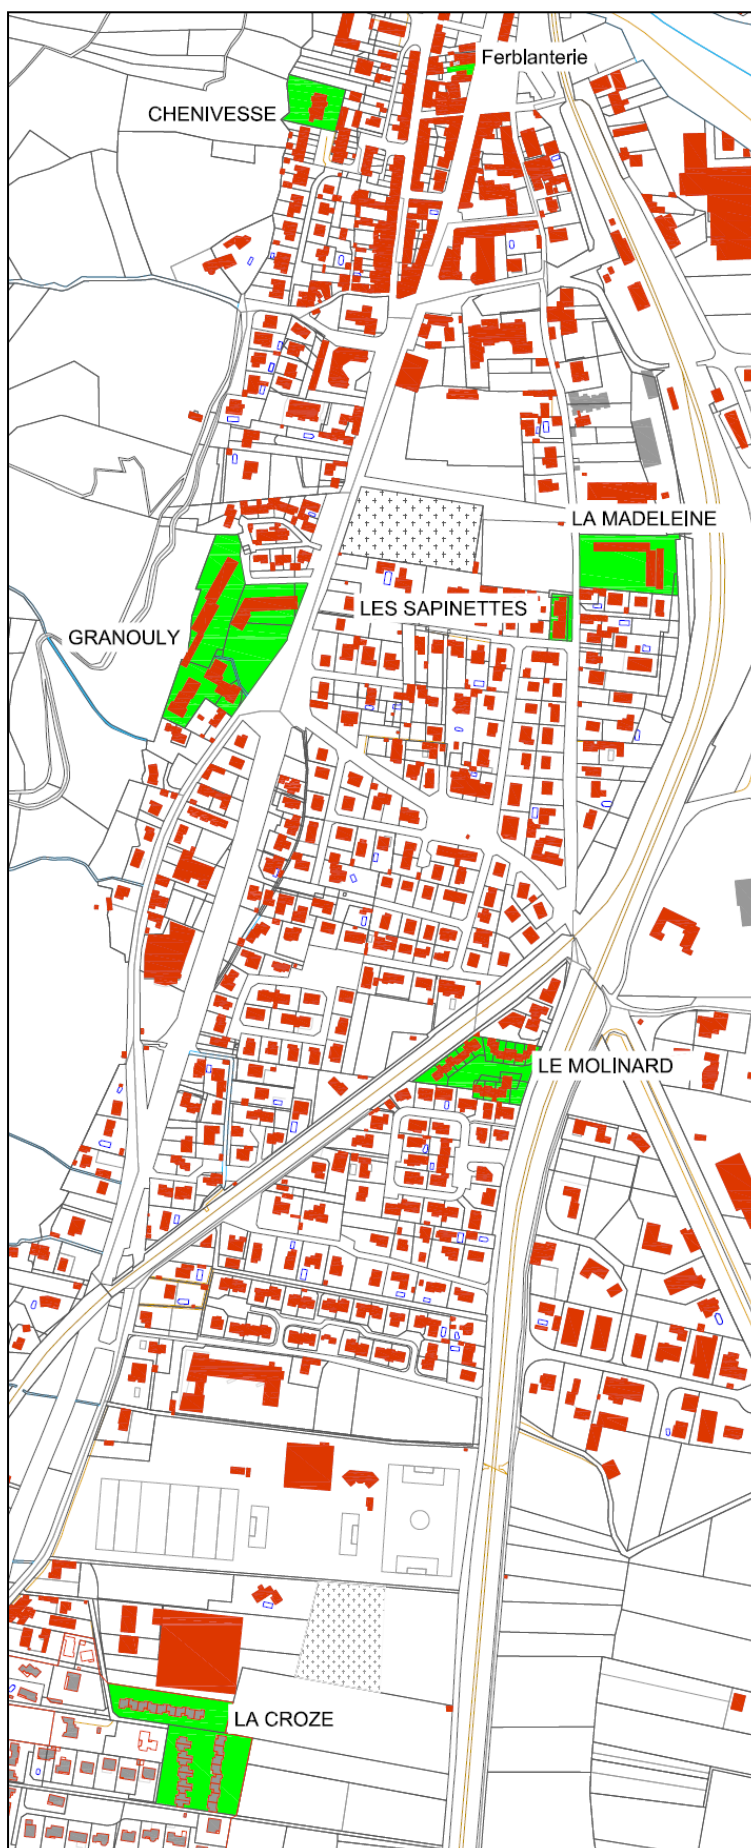 Ferblanterie
CHENIVESSE
LA MADELEINE
LES SAPINETTES
GRANOULY
LE MOLINARD
LA CROZE